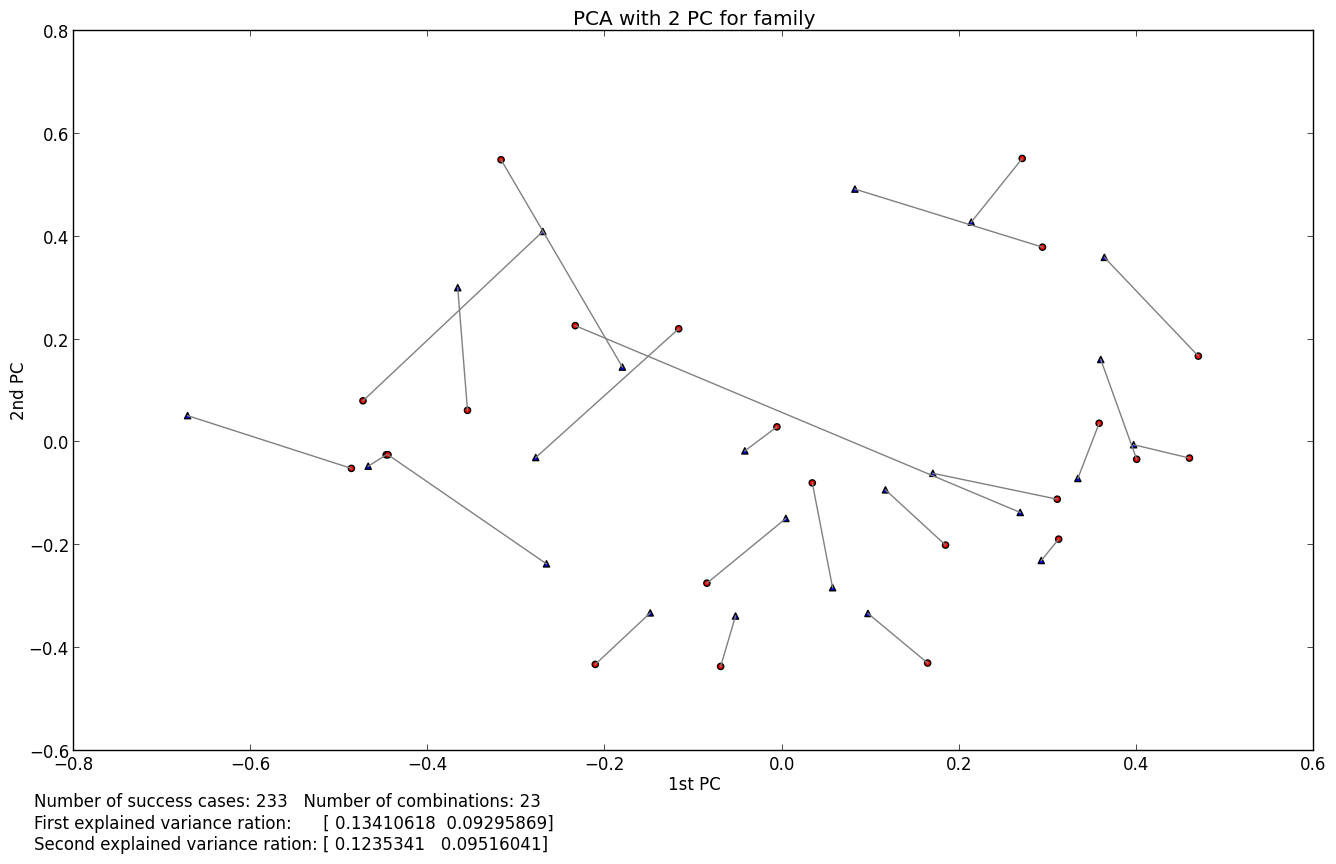 PCA with 2 PC for family
0.8
0.6
0.4
0.2
0.0
−0.2
−0.4
−0.6
2nd PC
−0.8 −0.6 −0.4 −0.2 0.0 0.2 0.4 0.6
1st PC
Number of success cases: 233 Number of combinations: 23
First explained variance ration: [ 0.13410618 0.09295869]
Second explained variance ration: [ 0.1235341 0.09516041]